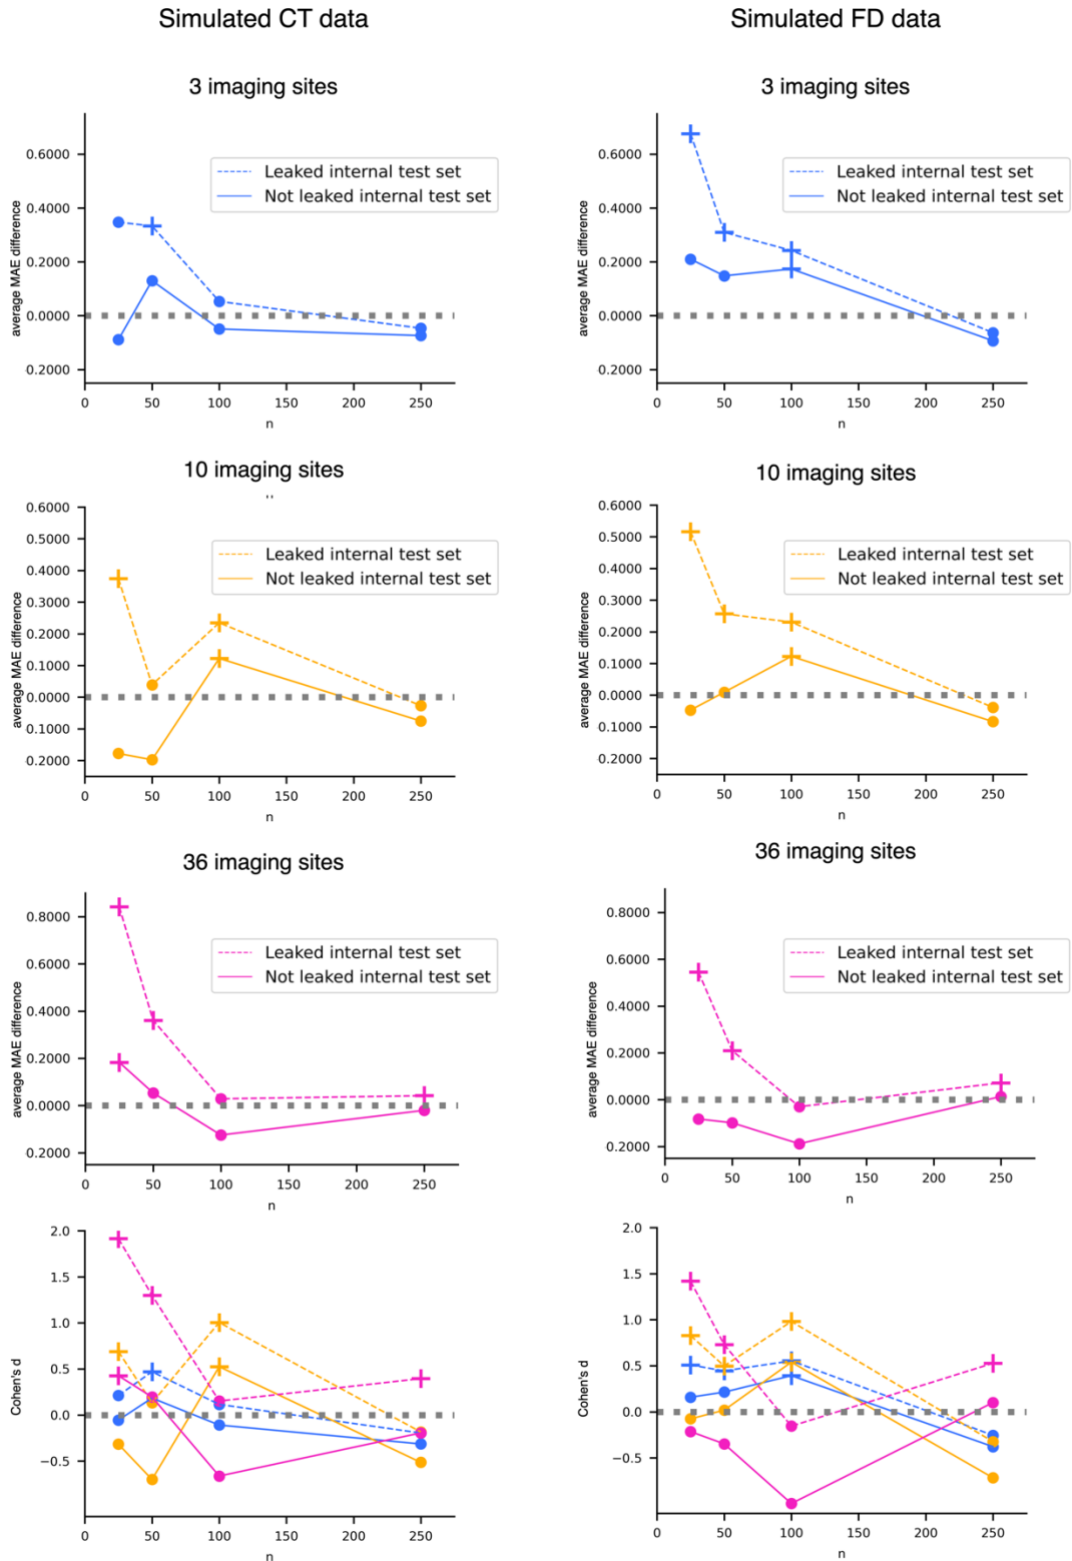 Simulated CT data
Simulated FD data
3 imaging sites
3 imaging sites
average MAE difference
0.6000
0.4000
0.2000
0.0000
0.2000
Leaked internal test set
Not leaked internal test set
0 50 100 150 200 250
n
average MAE difference
0.6000
0.4000
0.2000
0.0000
0.2000
Leaked internal test set
Not leaked internal test set
0 50 100 150 200 250
n
10 imaging sites
10 imaging sites
average MAE difference
0.6000
0.5000
0.4000
0.3000
0.2000
0.1000
0.0000
0.1000
0.2000
Leaked internal test set
Not leaked internal test set
0 50 100 150 200 250
n
average MAE difference
0.6000
0.5000
0.4000
0.3000
0.2000
0.1000
0.0000
0.1000
0.2000
Leaked internal test set
Not leaked internal test set
0 50 100 150 200 250
n
36 imaging sites
36 imaging sites
average MAE difference
0.8000
0.6000
0.4000
0.2000
0.0000
0.2000
Leaked internal test set
Not leaked internal test set
0 50 100 150 200 250
n
average MAE difference
0.8000
0.6000
0.4000
0.2000
0.0000
0.2000
Leaked internal test set
Not leaked internal test set
0 50 100 150 200 250
n
Cohen's d
2.0
1.5
1.0
0.5
0.0
−0.5
0 50 100 150 200 250
n
Cohen's d
2.0
1.5
1.0
0.5
0.0
−0.5
0 50 100 150 200 250
n